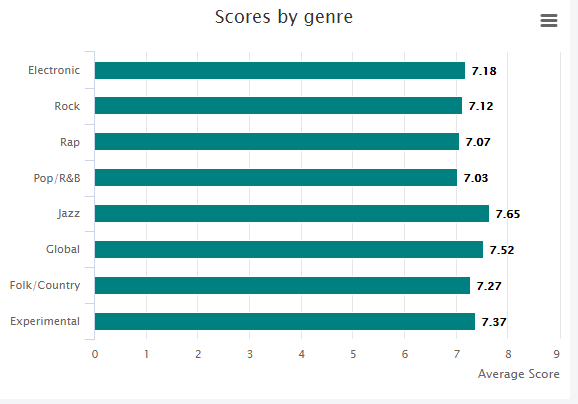 Scores by genre
Electronic 7.18
Rock 7.12
Rap 7.07
Pop/R&B 7.03
Jazz 7.65
Global 7.52
Folk/Country 7.27
Experimental 7.37
0 1 2 3 4 5 6 7 8 9
Average Score